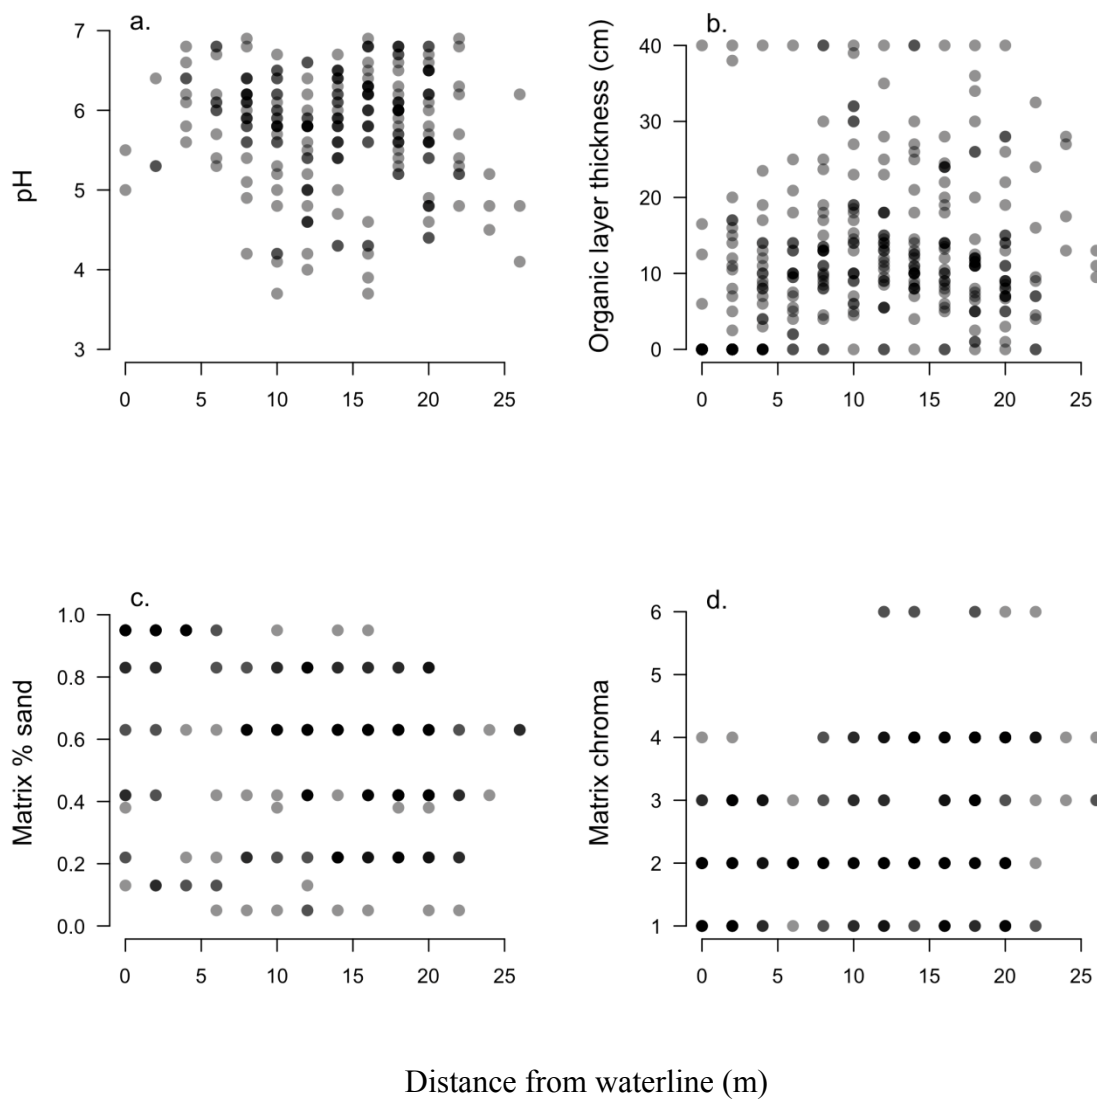 a.
pH
7
6
5
4
3
0 5 10 15 20 25
b.
Organic layer thickness (cm)
40
30
20
10
0
0 5 10 15 20 25
c.
Matrix % sand
1.0
0.8
0.6
0.4
0.2
0.0
0 5 10 15 20 25
d.
Matrix chroma
6
5
4
3
2
1
0 5 10 15 20 25
Distance from waterline (m)